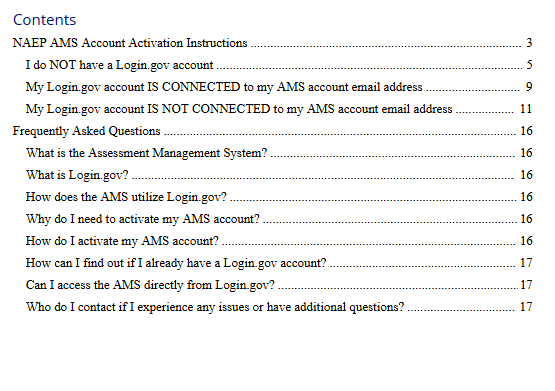 Contents
NAEP AMS Account Activation Instructions ........................................................................................... 3
I do NOT have a Login.gov account ...................................................................................................... 5
My Login.gov account IS CONNECTED to my AMS account email address ............................... 9
My Login.gov account IS NOT CONNECTED to my AMS account email address ................... 11
Frequently Asked Questions ........................................................................................................................ 16
What is the Assessment Management System? .................................................................................. 16
What is Login.gov? ................................................................................................................................ 16
How does the AMS utilize Login.gov? ................................................................................................ 16
Why do I need to activate my AMS account? ..................................................................................... 16
How do I activate my AMS account? ................................................................................................... 16
How can I find out if I already have a Login.gov account? .............................................................. 17
Can I access the AMS directly from Login.gov? ................................................................................ 17
Who do I contact if I experience any issues or have additional questions? .................................... 17